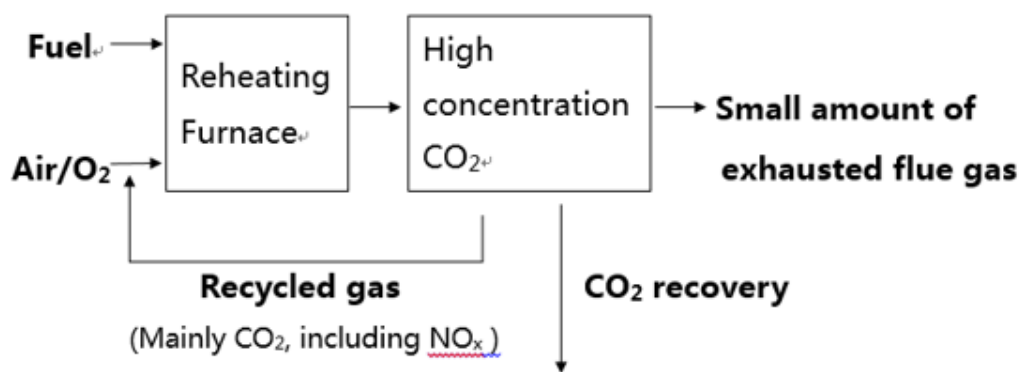 Fuel
Reheating
Furnace
Air/O₂
High
concentration
CO₂
Small amount of
exhausted flue gas
Recycled gas
(Mainly CO₂, including NOₓ)
CO₂ recovery